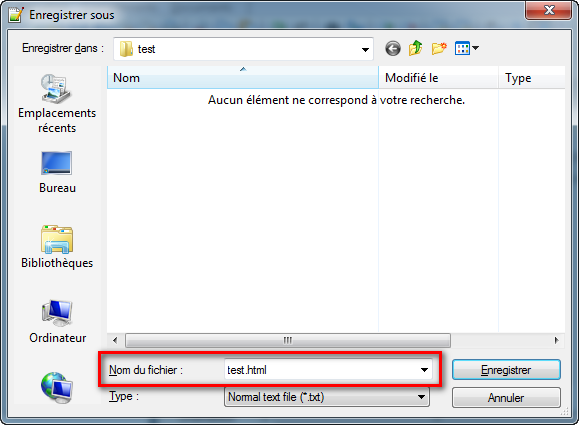 Enregistrer sous
Enregistrer dans :
test
Nom
Modifié le
Type
Aucun élément ne correspond à votre recherche.
Emplacements
récents
Bureau
Bibliothèques
Ordinateur
Nom du fichier :
test.html
Enregistrer
Type :
Normal text file (*.txt)
Annuler